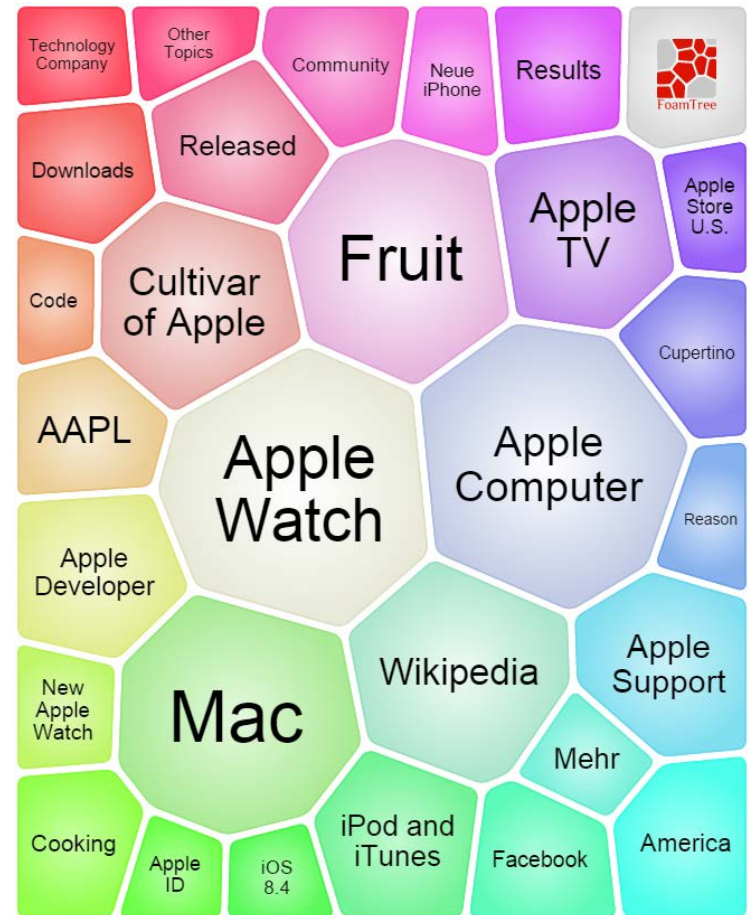 Technology
Company
Other
Topics
Community
Neue
iPhone
Results
FoamTree
Downloads
Released
Fruit
Apple
TV
Apple
Store
U.S.
Code
Cultivar
of Apple
Cupertino
AAPL
Apple
Watch
Apple
Computer
Reason
Apple
Developer
New
Apple
Watch
Mac
Wikipedia
Apple
Support
Mehr
Cooking
Apple
ID
iOS
8.4
iPod and
iTunes
Facebook
America